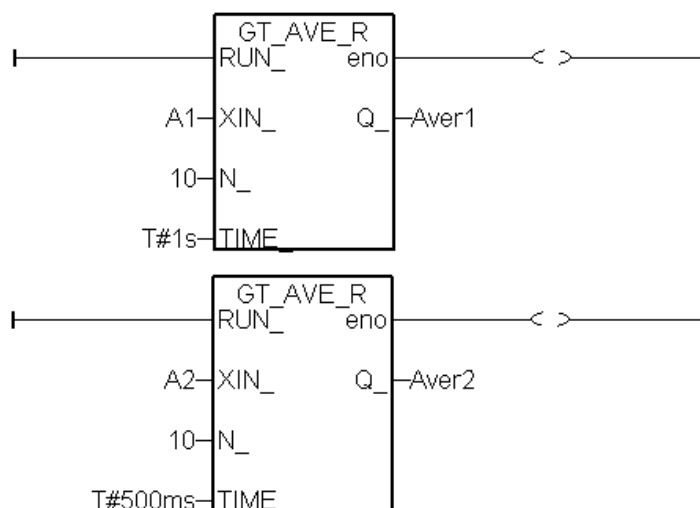 GT_AVE_R
RUN_ eno
A1 XIN_ Q_ Aver1
10 N_
T#1s TIME_
GT_AVE_R
RUN_ eno
A2 XIN_ Q_ Aver2
10 N_
T#500ms TIME